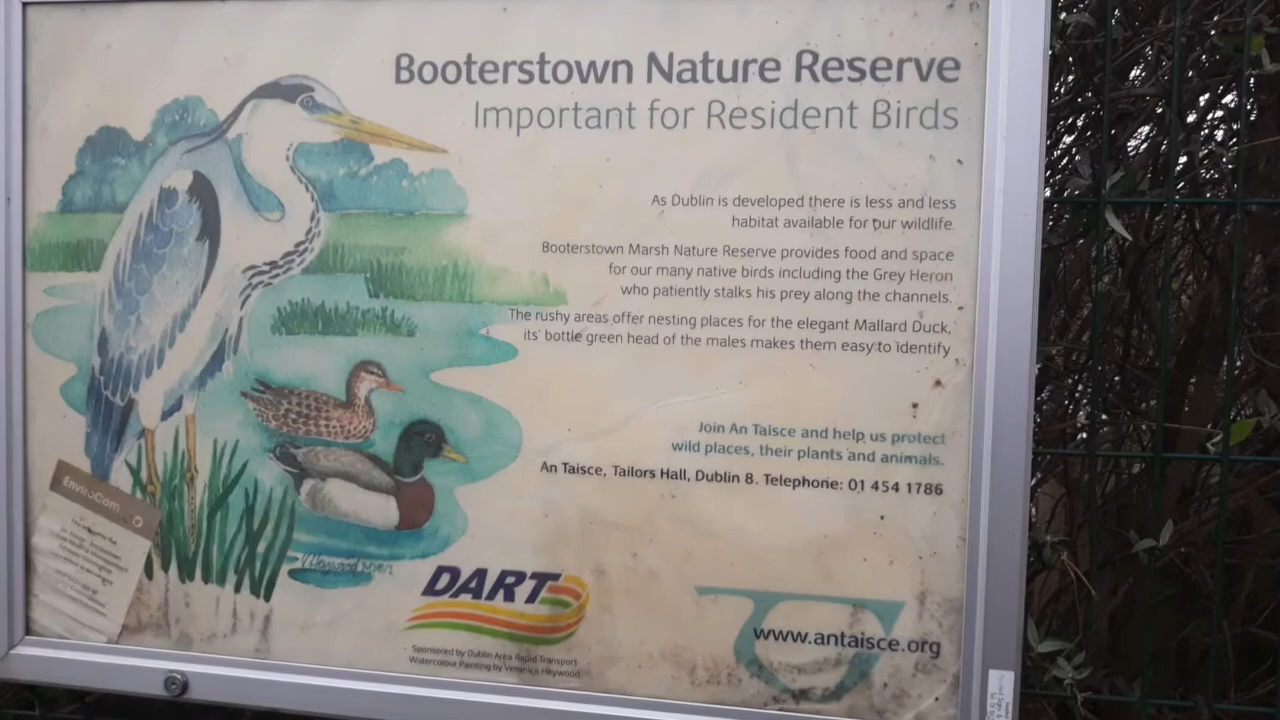 Booterstown Nature Reserve
Important for Resident Birds
As Dublin is developed there is less and less
habitat available for our wildlife.
Booterstown Marsh Nature Reserve provides food and space
for our many native birds including the Grey Heron
who patiently stalks his prey along the channels.
The rushy areas offer nesting places for the elegant Mallard Duck,
its' bottle green head of the males makes them easy to identify
Join An Taisce and help us protect
wild places, their plants and animals.
An Taisce, Tailors Hall, Dublin 8. Telephone: 01 454 1786
EnviroCom
V Heywood
DART
Sponsored by Dublin Area Rapid Transport
Watercolour Painting by Veronica Heywood
www.antaisce.org